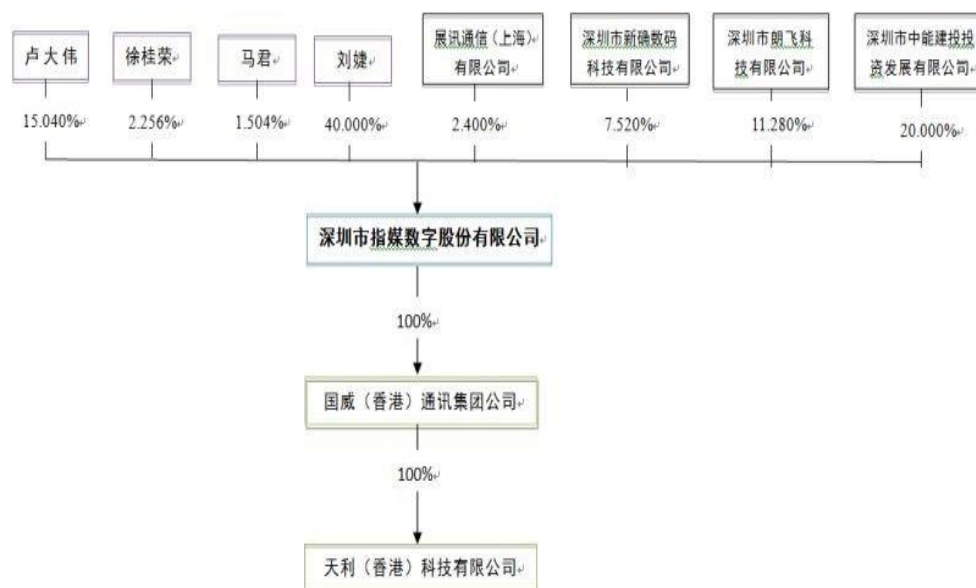 卢大伟
徐桂荣
马君
刘婕
展讯通信（上海）
有限公司
深圳市新确数码
科技有限公司
深圳市朗飞科
技有限公司
深圳市中能建投投
资发展有限公司
15.040%
2.256%
1.504%
40.000%
2.400%
7.520%
11.280%
20.000%
深圳市指媒数字股份有限公司
100%
国威（香港）通讯集团公司
100%
天利（香港）科技有限公司